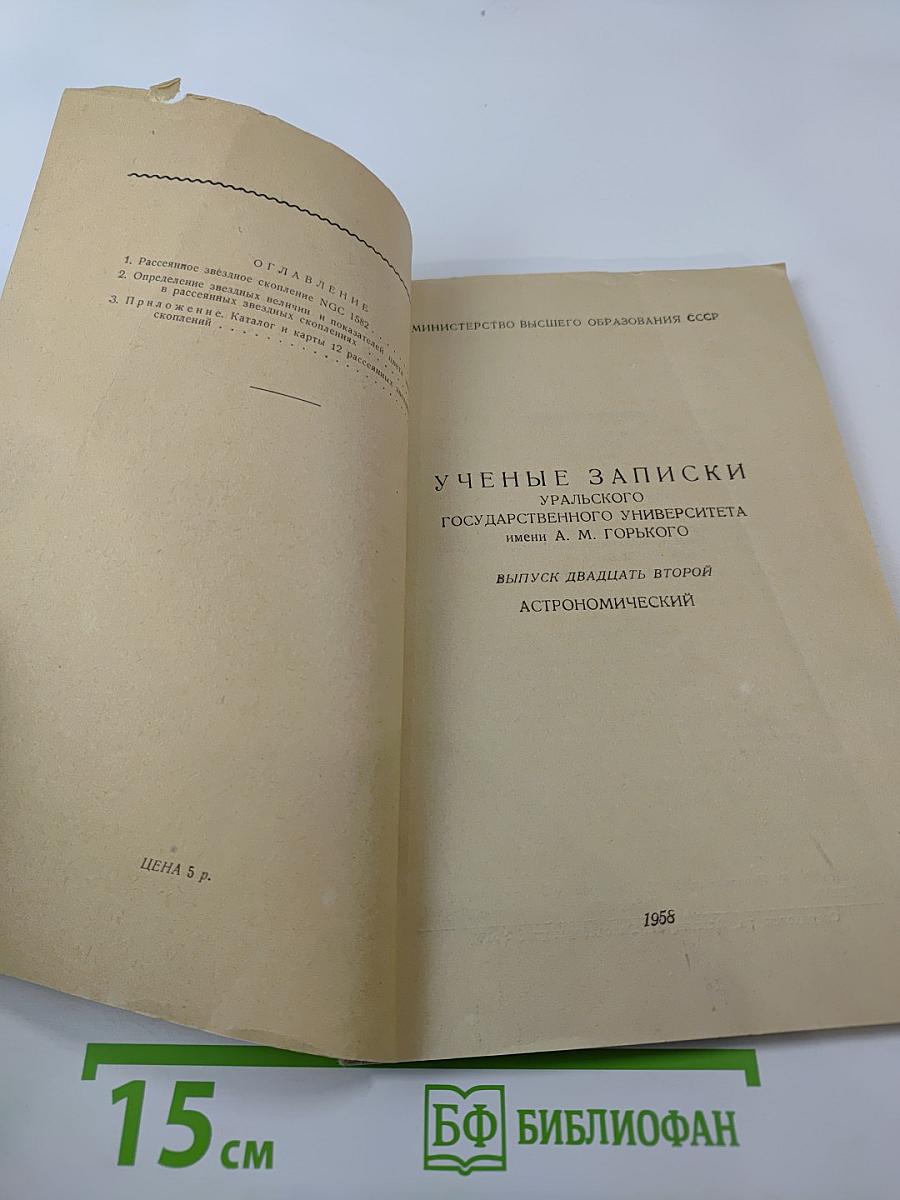 ОГЛАВЛЕНИЕ
1. Рассеянное звёздное скопление NGC 1582 . . . .
2. Определение звездных величин и показателей цвета
в рассеянных звездных скоплениях . . . .
3. Приложение. Каталог и карты 12 рассеянных
скоплений . . . . . . . . . . . . .
ЦЕНА 5 р.
МИНИСТЕРСТВО ВЫСШЕГО ОБРАЗОВАНИЯ СССР
УЧЕНЫЕ ЗАПИСКИ
УРАЛЬСКОГО
ГОСУДАРСТВЕННОГО УНИВЕРСИТЕТА
имени А. М. ГОРЬКОГО
ВЫПУСК ДВАДЦАТЬ ВТОРОЙ
АСТРОНОМИЧЕСКИЙ
1958
15 см
БФ БИБЛИОФАН